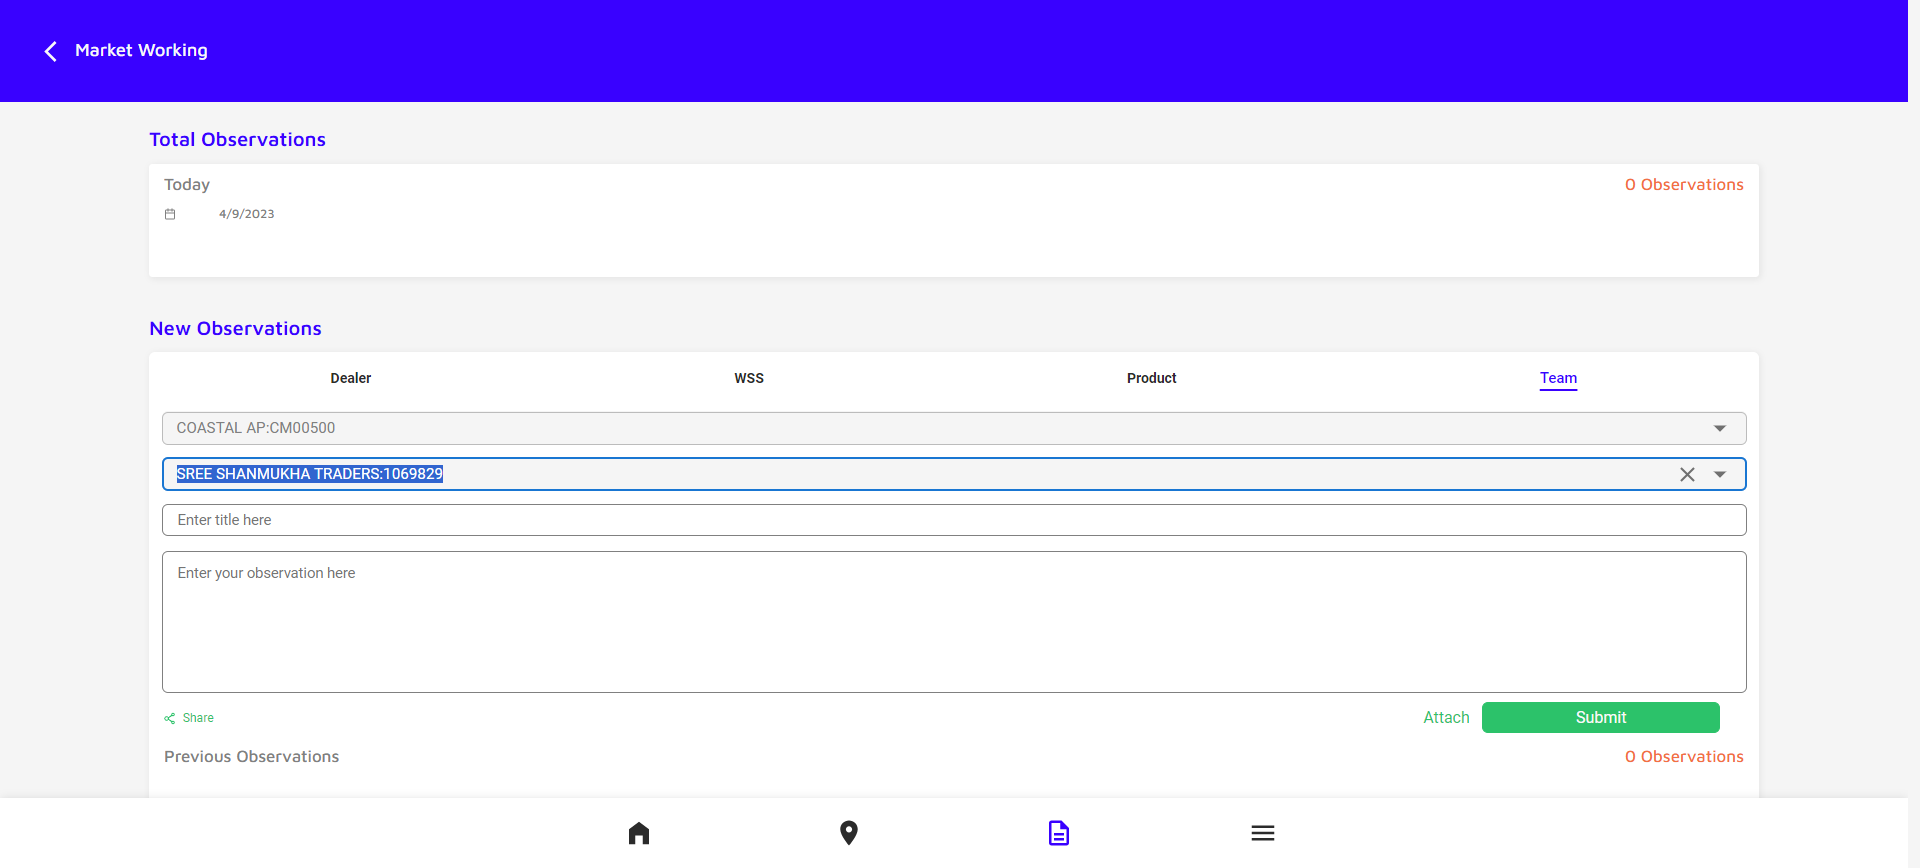 Market Working
Total Observations
Today
0 Observations
4/9/2023
New Observations
Dealer
WSS
Product
Team
COASTAL AP:CM00500
SREE SHANMUKHA TRADERS:1069829
Enter title here
Enter your observation here
Share
Attach
Submit
Previous Observations
0 Observations